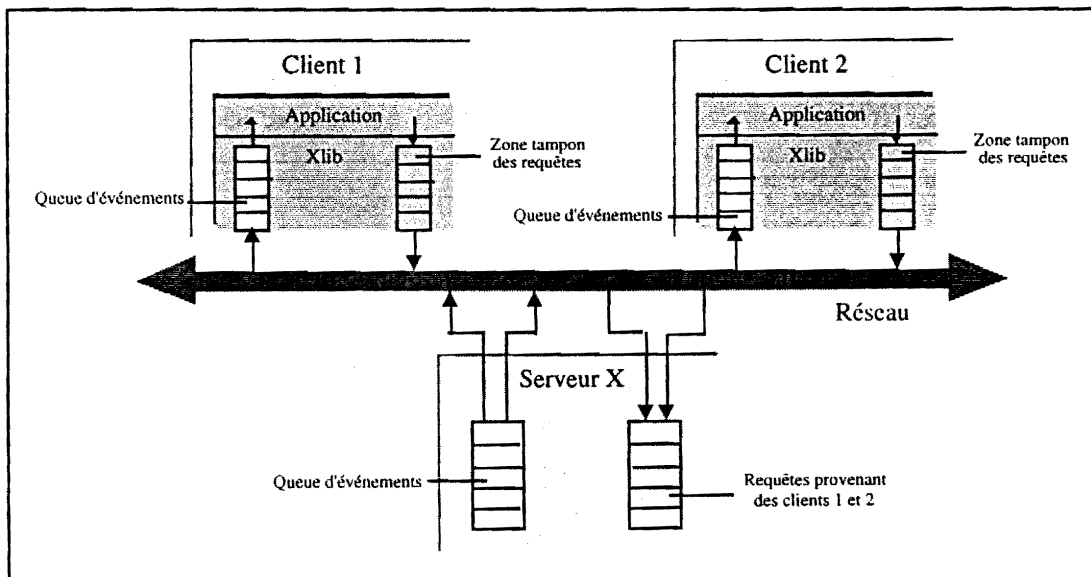 Client 1
Application
Xlib
Zone tampon
des requêtes
Queue d'événements
Client 2
Application
Xlib
Zone tampon
des requêtes
Queue d'événements
Réseau
Serveur X
Queue d'événements
Requêtes provenant
des clients 1 et 2